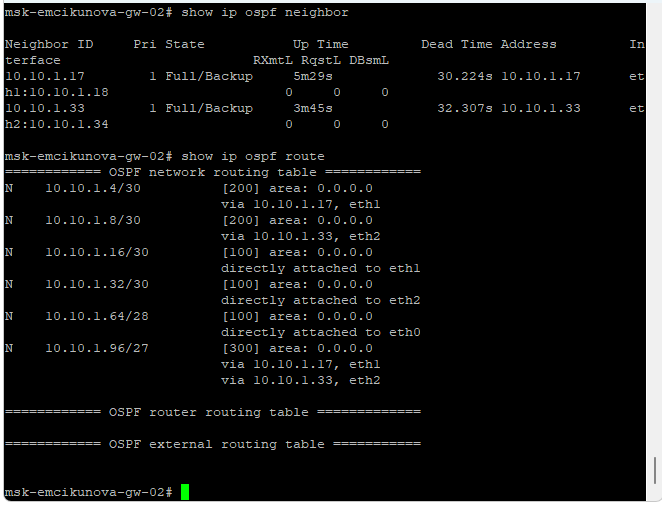 msk-emcikunova-gw-02# show ip ospf neighbor
Neighbor ID     Pri State           Up Time         Dead Time Address         In
terface                        RXmtL RqstL DBsmL
10.10.1.17        1 Full/Backup     5m29s             30.224s 10.10.1.17      et
h1:10.10.1.18                      0     0     0
10.10.1.33        1 Full/Backup     3m45s             32.307s 10.10.1.33      et
h2:10.10.1.34                      0     0     0
msk-emcikunova-gw-02# show ip ospf route
============ OSPF network routing table ============
N    10.10.1.4/30          [200] area: 0.0.0.0
                           via 10.10.1.17, eth1
N    10.10.1.8/30          [200] area: 0.0.0.0
                           via 10.10.1.33, eth2
N    10.10.1.16/30         [100] area: 0.0.0.0
                           directly attached to eth1
N    10.10.1.32/30         [100] area: 0.0.0.0
                           directly attached to eth2
N    10.10.1.64/28         [100] area: 0.0.0.0
                           directly attached to eth0
N    10.10.1.96/27         [300] area: 0.0.0.0
                           via 10.10.1.17, eth1
                           via 10.10.1.33, eth2
============ OSPF router routing table =============
============ OSPF external routing table ===========
msk-emcikunova-gw-02#